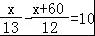 x/13 - x+60/12 = 10